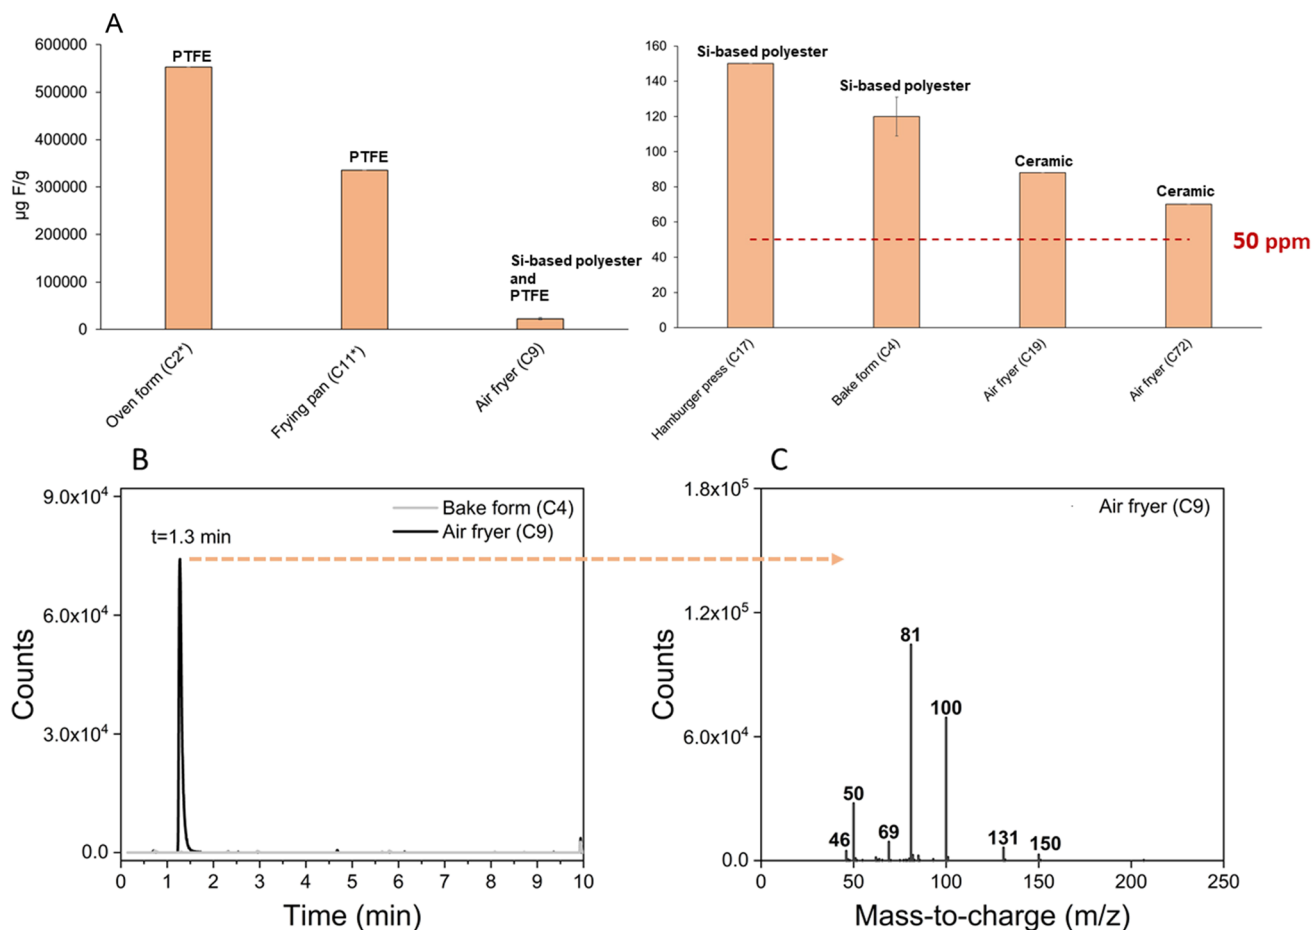 A
600000
500000
400000
300000
200000
100000
0
µg F/g
PTFE
PTFE
Si-based polyester
and
PTFE
Oven form (C2*)
Frying pan (C11*)
Air fryer (C9)
160
140
120
100
80
60
40
20
0
Si-based polyester
Si-based polyester
Ceramic
Ceramic
50 ppm
Hamburger press (C17)
Bake form (C4)
Air fryer (C19)
Air fryer (C72)
B
9.0x10⁴
6.0x10⁴
3.0x10⁴
0.0
Counts
Bake form (C4)
Air fryer (C9)
t=1.3 min
0 1 2 3 4 5 6 7 8 9 10
Time (min)
C
1.8x10⁵
1.2x10⁵
6.0x10⁴
0.0
Counts
Air fryer (C9)
81
100
50
46
69
131
150
0 50 100 150 200 250
Mass-to-charge (m/z)